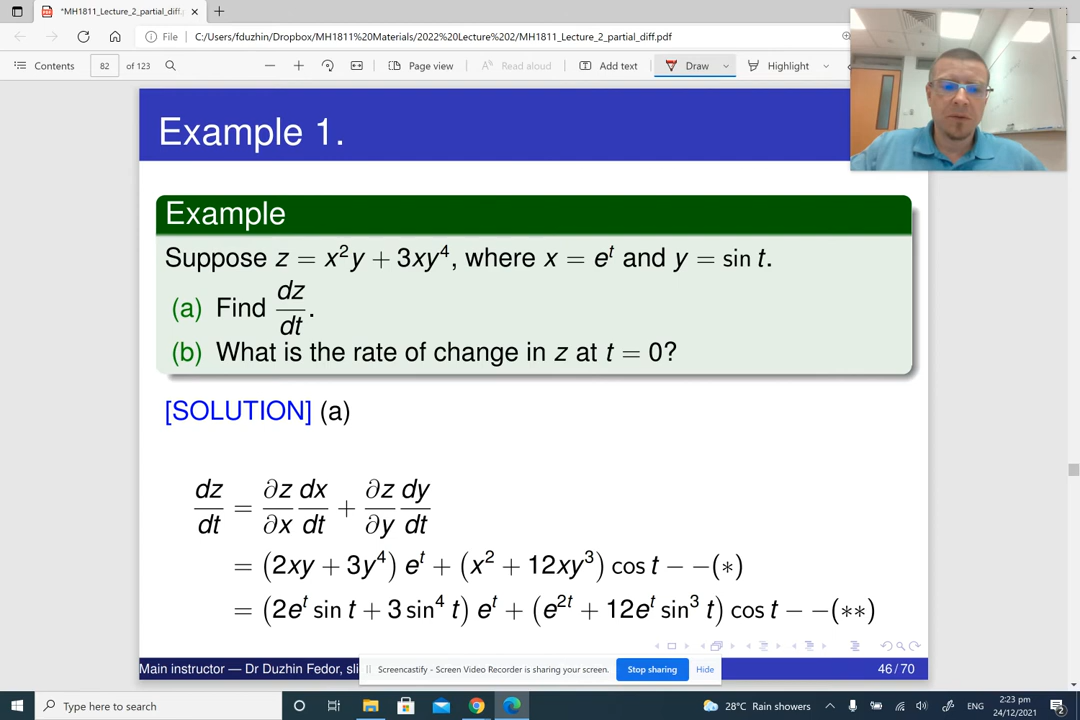 *MH1811_Lecture_2_partial_diff.
File C:/Users/fduzhin/Dropbox/MH1811%20Materials/2022%20Lecture%202/MH1811_Lecture_2_partial_diff.pdf
Contents 82 of 123 Page view Read aloud Add text Draw Highlight
Example 1.
Example
Suppose z = x²y + 3xy⁴, where x = eᵗ and y = sin t.
(a) Find dz/dt.
(b) What is the rate of change in z at t = 0?
[SOLUTION] (a)
dz/dt = ∂z/∂x dx/dt + ∂z/∂y dy/dt
= (2xy + 3y⁴) eᵗ + (x² + 12xy³) cos t − −(∗)
= (2eᵗ sin t + 3 sin⁴ t) eᵗ + (e²ᵗ + 12eᵗ sin³ t) cos t − −(∗∗)
Main instructor — Dr Duzhin Fedor, sli
Screencastify - Screen Video Recorder is sharing your screen. Stop sharing Hide
46 / 70
Type here to search
28°C Rain showers ENG 2:23 pm
24/12/2021 2